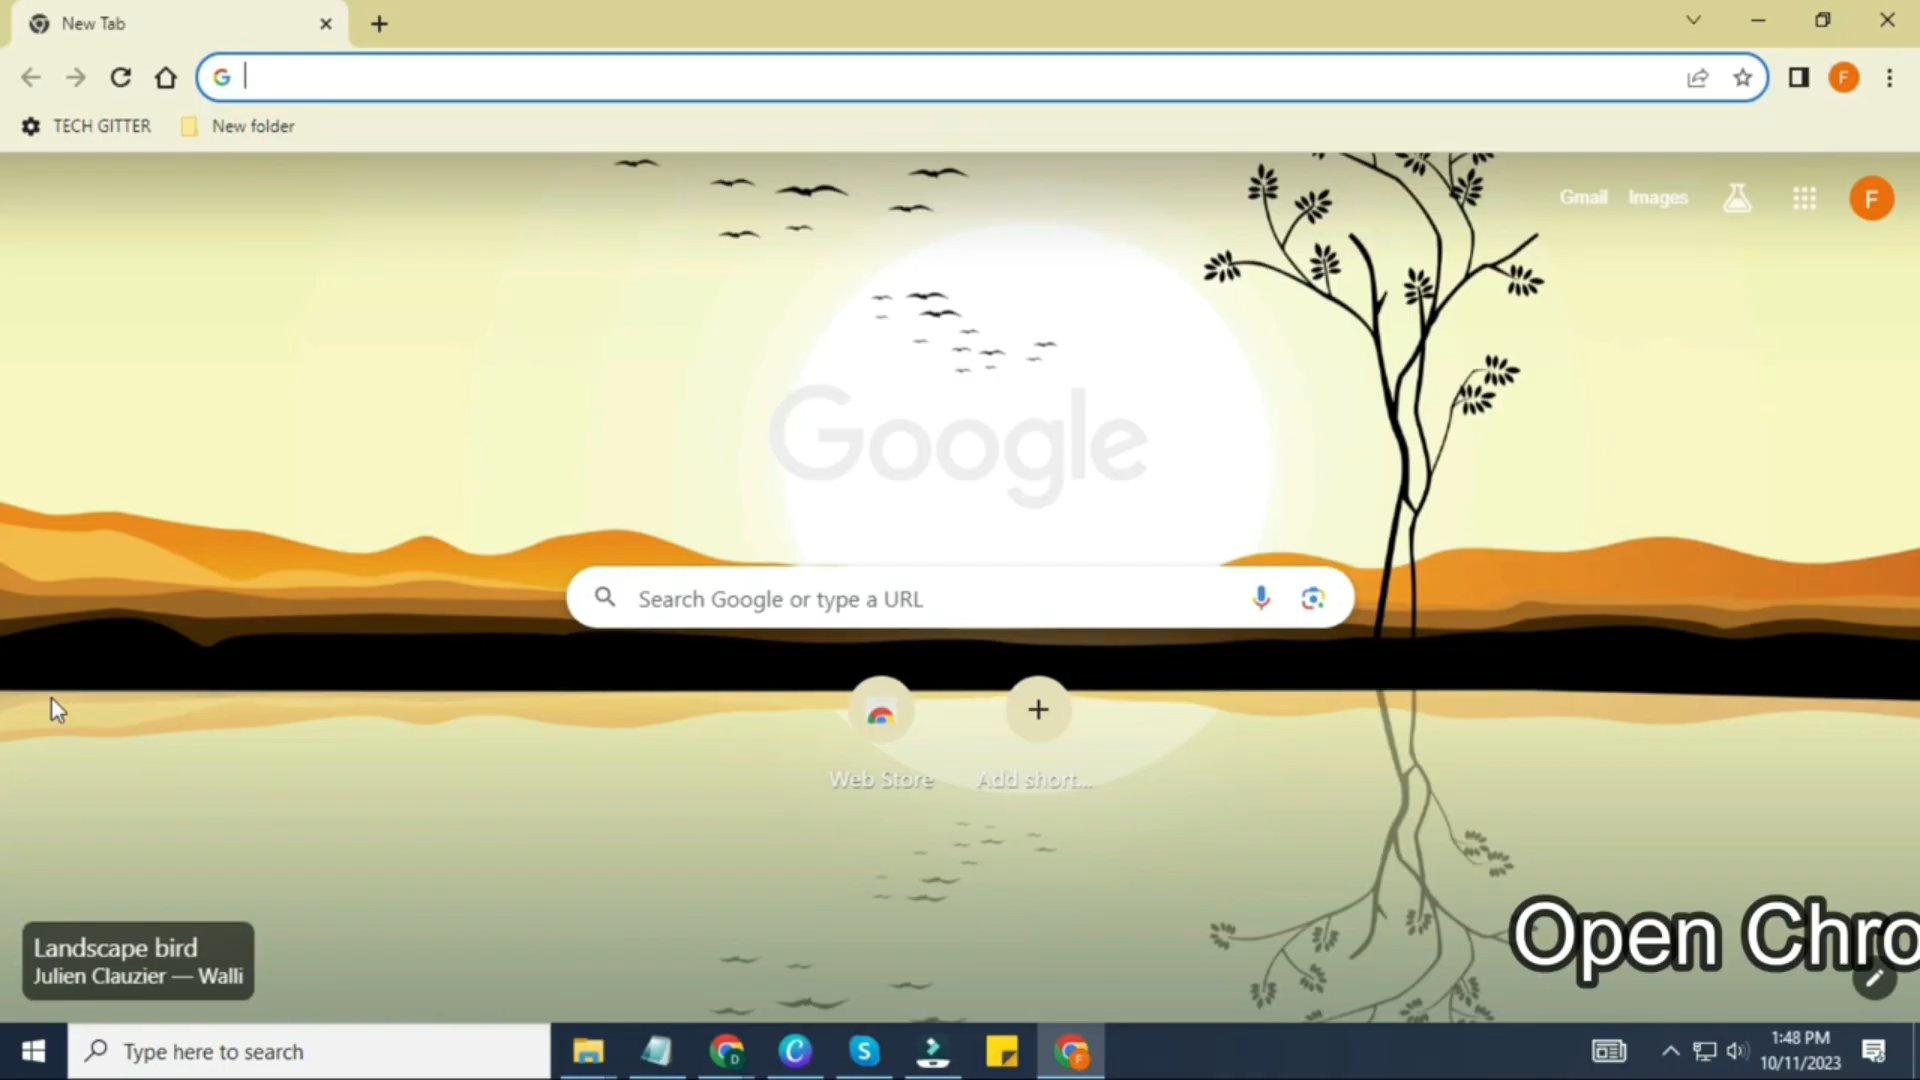 New Tab
TECH GITTER
New folder
Gmail
Images
F
Google
Search Google or type a URL
Web Store
Add short...
Landscape bird
Julien Clauzier — Walli
Open Chro
Type here to search
1:48 PM
10/11/2023